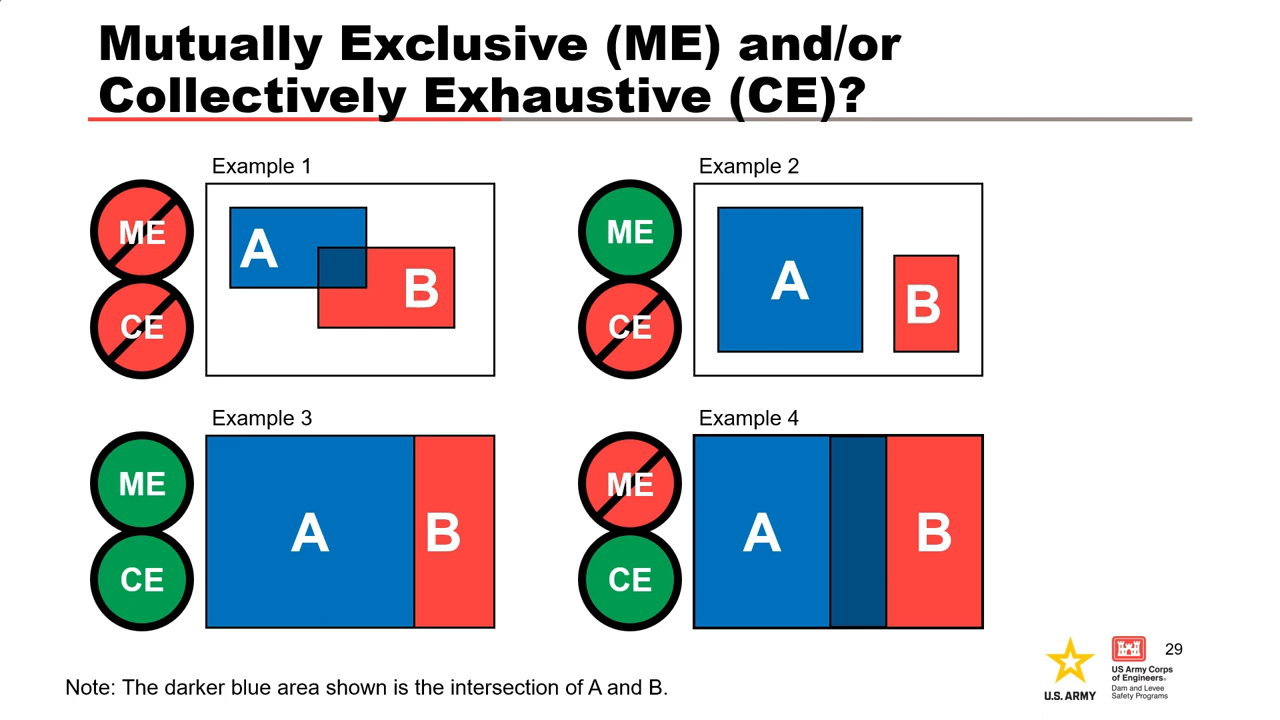 Mutually Exclusive (ME) and/or
Collectively Exhaustive (CE)?
Example 1
ME
CE
A
B
Example 2
ME
CE
A
B
Example 3
ME
CE
A
B
Example 4
ME
CE
A
B
Note: The darker blue area shown is the intersection of A and B.
U.S. ARMY
US Army Corps
of Engineers®
Dam and Levee
Safety Programs
29